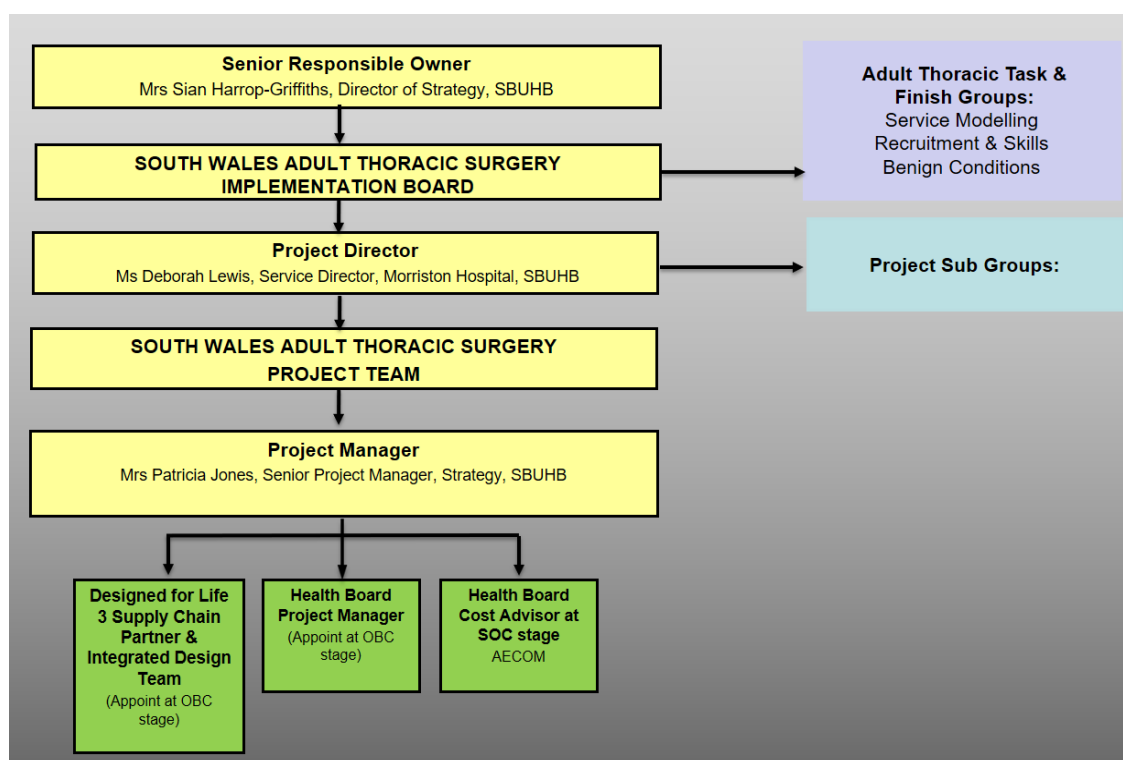 Senior Responsible Owner
Mrs Sian Harrop-Griffiths, Director of Strategy, SBUHB
SOUTH WALES ADULT THORACIC SURGERY
IMPLEMENTATION BOARD
Project Director
Ms Deborah Lewis, Service Director, Morriston Hospital, SBUHB
SOUTH WALES ADULT THORACIC SURGERY
PROJECT TEAM
Project Manager
Mrs Patricia Jones, Senior Project Manager, Strategy, SBUHB
Designed for Life
3 Supply Chain
Partner &
Integrated Design
Team
(Appoint at OBC
stage)
Health Board
Project Manager
(Appoint at OBC
stage)
Health Board
Cost Advisor at
SOC stage
AECOM
Adult Thoracic Task &
Finish Groups:
Service Modelling
Recruitment & Skills
Benign Conditions
Project Sub Groups: